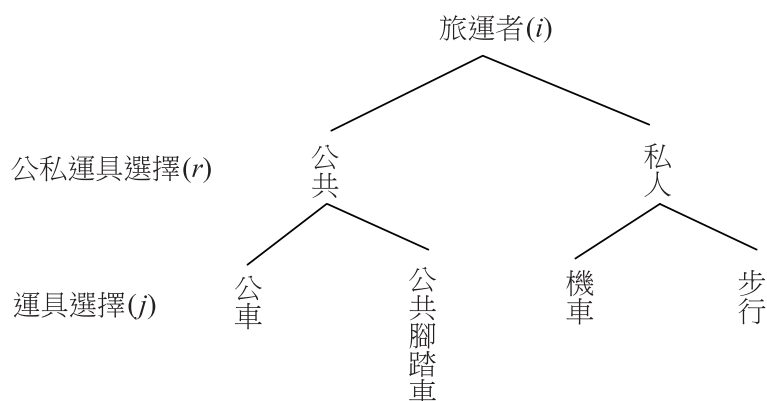 旅運者(i)
公私運具選擇(r)
公共
私人
運具選擇(j)
公車
公共腳踏車
機車
步行